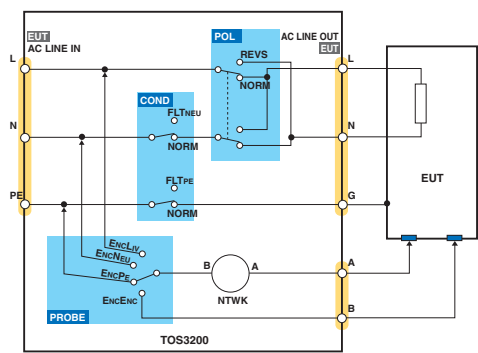 EUT
AC LINE IN
POL
AC LINE OUT
EUT
L
REVS
L
NORM
COND
FLTNEU
N
N
NORM
EUT
FLTPE
PE
G
NORM
ENCLIV
ENCNEU
ENCPE
B
A
A
ENCENC
NTWK
B
PROBE
TOS3200